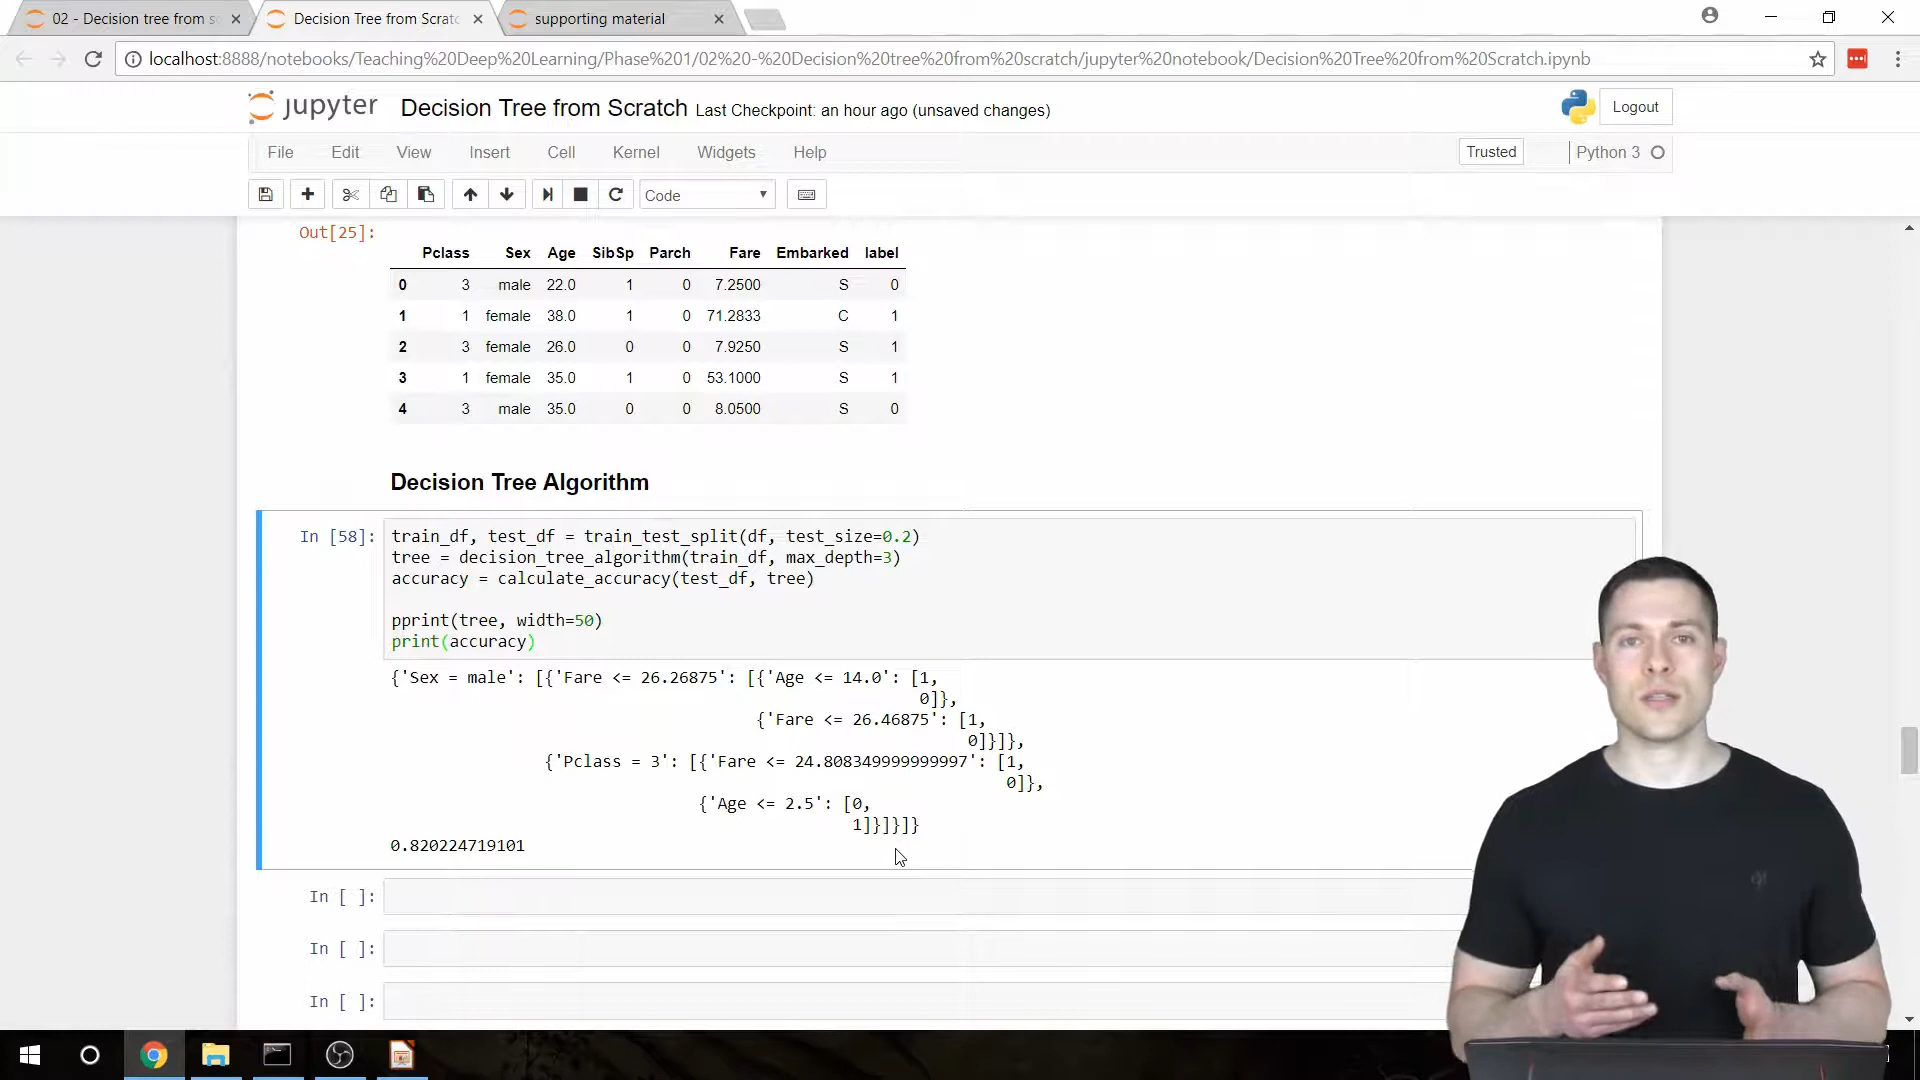 02 - Decision tree from s
Decision Tree from Scratc
supporting material
localhost:8888/notebooks/Teaching%20Deep%20Learning/Phase%201/02%20-%20Decision%20tree%20from%20scratch/jupyter%20notebook/Decision%20Tree%20from%20Scratch.ipynb
jupyter Decision Tree from Scratch Last Checkpoint: an hour ago (unsaved changes) Logout
File Edit View Insert Cell Kernel Widgets Help Trusted Python 3
Code
Out[25]:
Pclass Sex Age SibSp Parch Fare Embarked label
0 3 male 22.0 1 0 7.2500 S 0
1 1 female 38.0 1 0 71.2833 C 1
2 3 female 26.0 0 0 7.9250 S 1
3 1 female 35.0 1 0 53.1000 S 1
4 3 male 35.0 0 0 8.0500 S 0
Decision Tree Algorithm
In [58]: train_df, test_df = train_test_split(df, test_size=0.2)
tree = decision_tree_algorithm(train_df, max_depth=3)
accuracy = calculate_accuracy(test_df, tree)
pprint(tree, width=50)
print(accuracy)
{'Sex = male': [{'Fare <= 26.26875': [{'Age <= 14.0': [1,
0]},
{'Fare <= 26.46875': [1,
0]}]},
{'Pclass = 3': [{'Fare <= 24.808349999999997': [1,
0]},
{'Age <= 2.5': [0,
1]}]}]}
0.820224719101
In [ ]:
In [ ]:
In [ ]: